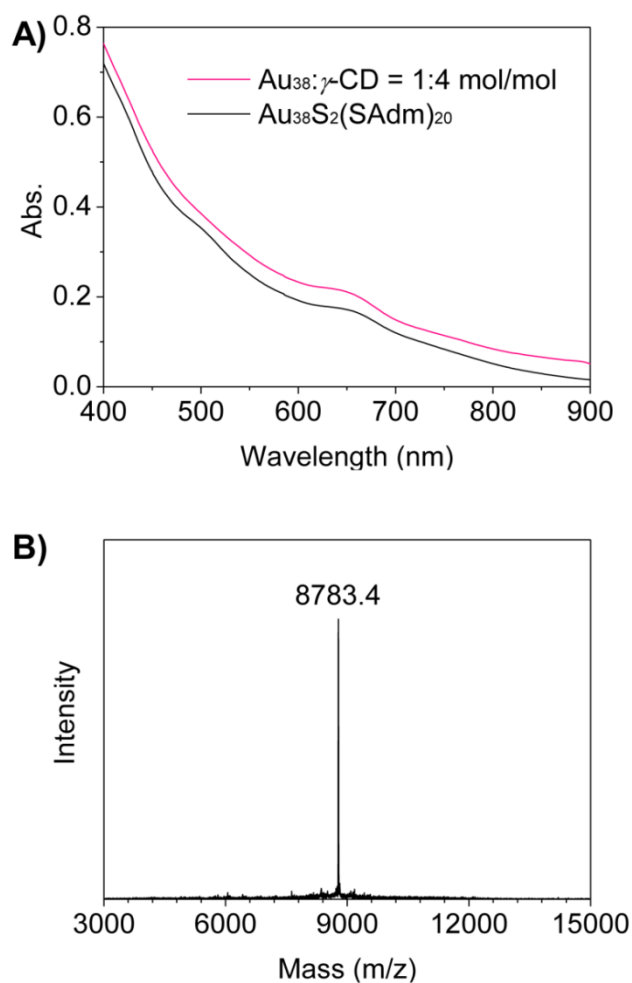 A)
0.8
0.6
0.4
0.2
0.0
Abs.
Au₃₈:γ-CD = 1:4 mol/mol
Au₃₈S₂(SAdm)₂₀
400 500 600 700 800 900
Wavelength (nm)
B)
8783.4
Intensity
3000 6000 9000 12000 15000
Mass (m/z)